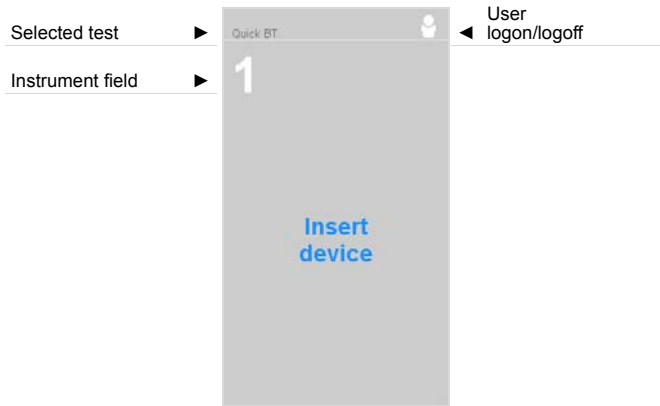 Selected test ►
Quick BT
◄ User
logon/logoff
Instrument field ►
1
Insert
device